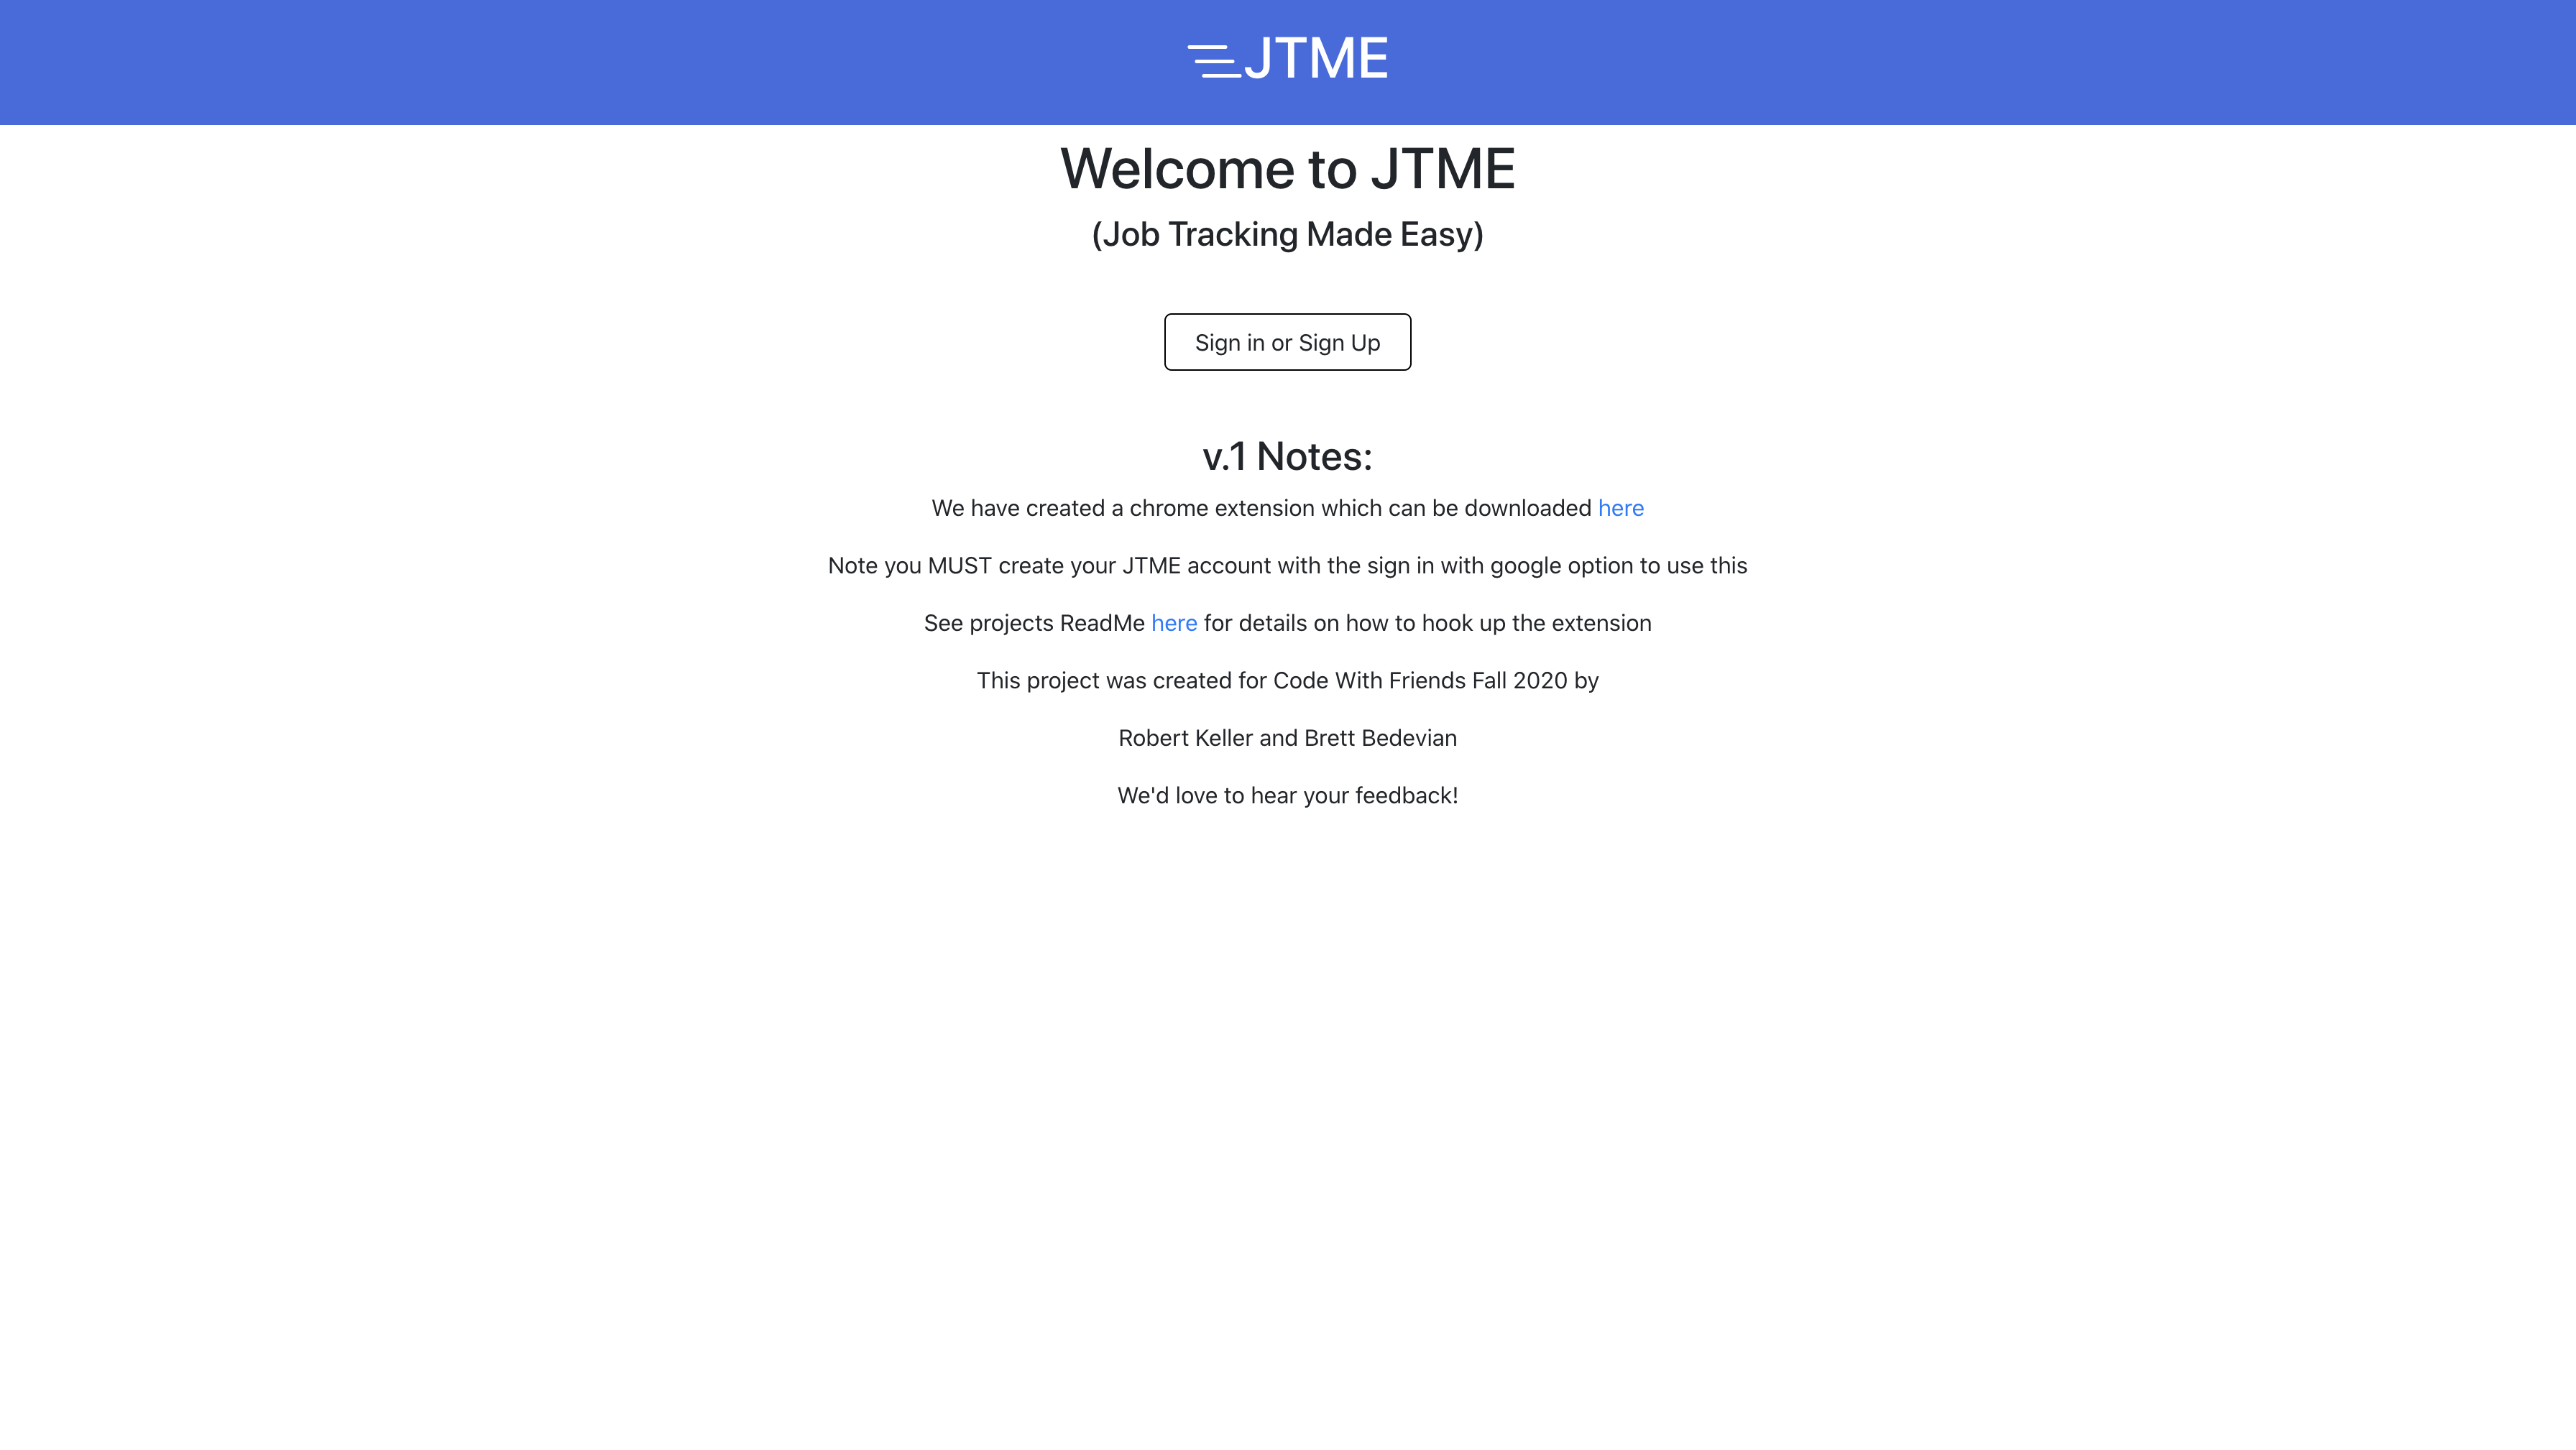 JTME
Welcome to JTME
(Job Tracking Made Easy)
Sign in or Sign Up
v.1 Notes:
We have created a chrome extension which can be downloaded here
Note you MUST create your JTME account with the sign in with google option to use this
See projects ReadMe here for details on how to hook up the extension
This project was created for Code With Friends Fall 2020 by
Robert Keller and Brett Bedevian
We'd love to hear your feedback!